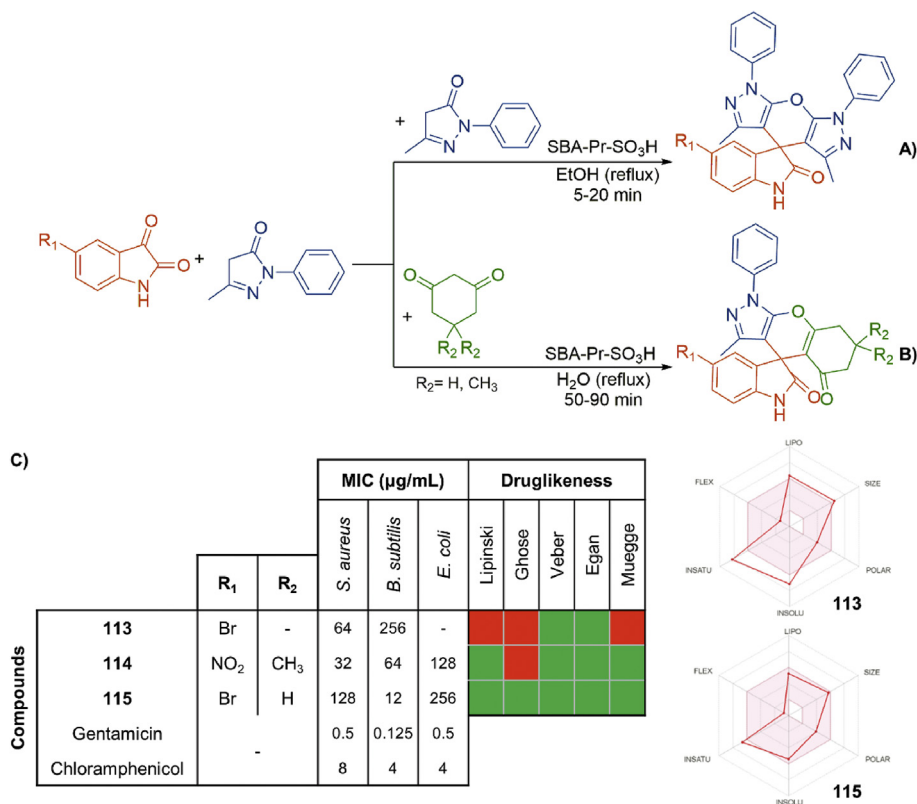 O
N
N
+
SBA-Pr-SO₃H
EtOH (reflux)
5-20 min
N
N
O
N
N
R₁
O
N
H
A)
R₁
O
O
N
H
+
O
N
N
O
O
+
R₂
R₂
R₂= H, CH₃
SBA-Pr-SO₃H
H₂O (reflux)
50-90 min
N
N
O
R₂
R₂
R₁
O
N
H
O
B)
C)
MIC (µg/mL) Druglikeness
R₁ R₂ S. aureus B. subtilis E. coli Lipinski Ghose Veber Egan Muegge
Compounds
113 Br - 64 256 -
114 NO₂ CH₃ 32 64 128
115 Br H 128 12 256
Gentamicin - 0.5 0.125 0.5
Chloramphenicol 8 4 4
LIPO
FLEX SIZE
INSATU POLAR
INSOLU
113
LIPO
FLEX SIZE
INSATU POLAR
INSOLU
115